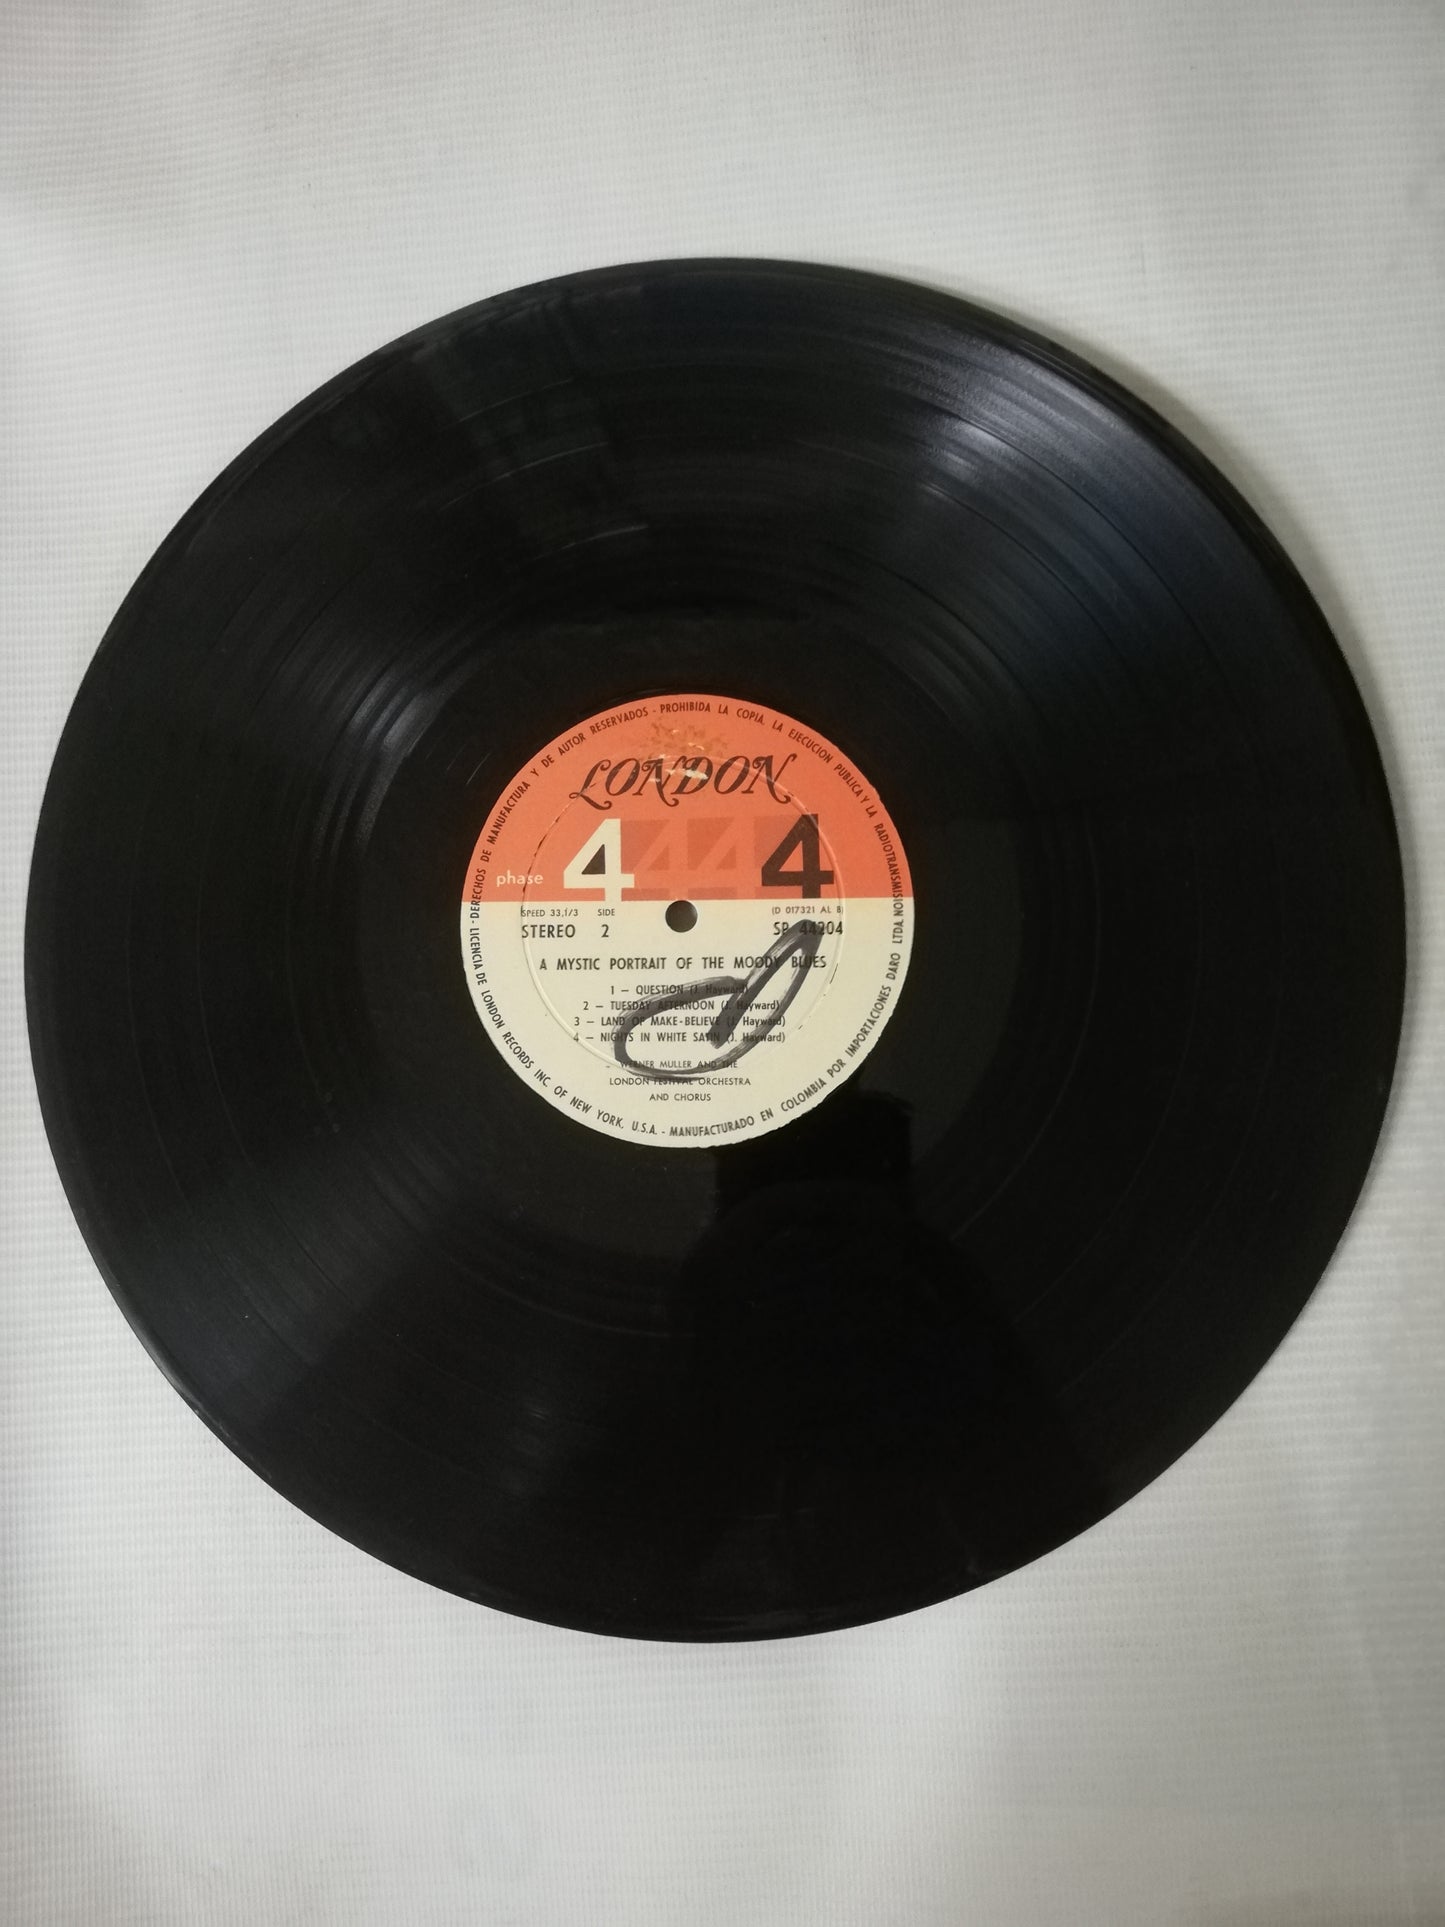 LONDON
phase 4 4 4 4
SPEED 33,1/3 SIDE (D 017321 AL B)
STEREO 2 SP 44204
A MYSTIC PORTRAIT OF THE MOODY BLUES
1 — QUESTION (J. Hayward)
2 — TUESDAY AFTERNOON (J. Hayward)
3 — LAND OF MAKE-BELIEVE (J. Hayward)
4 — NIGHTS IN WHITE SATIN (J. Hayward)
WERNER MULLER AND THE
LONDON FESTIVAL ORCHESTRA
AND CHORUS
- DERECHOS DE MANUFACTURA Y DE AUTOR RESERVADOS - PROHIBIDA LA COPIA, LA EJECUCION PUBLICA Y LA RADIOTRANSMISION
- LICENCIA DE LONDON RECORDS INC. OF NEW YORK, U.S.A. - MANUFACTURADO EN COLOMBIA POR IMPORTACIONES DARO LTDA.